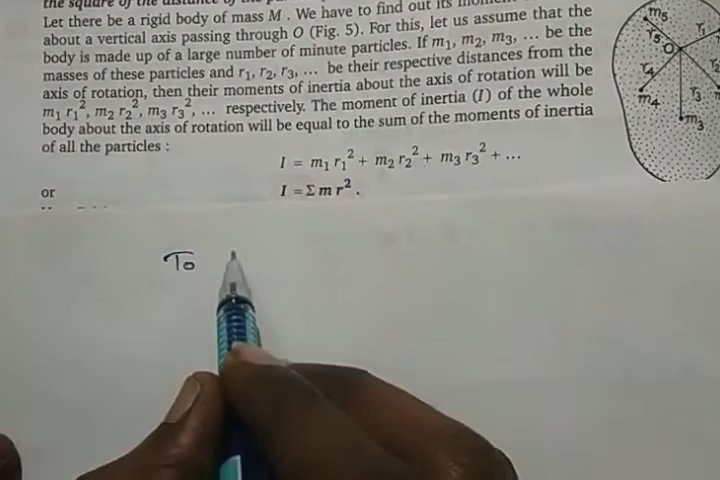 the square of the distance of the
Let there be a rigid body of mass M . We have to find out its moment
about a vertical axis passing through O (Fig. 5). For this, let us assume that the
body is made up of a large number of minute particles. If m₁, m₂, m₃, ... be the
masses of these particles and r₁, r₂, r₃, ... be their respective distances from the
axis of rotation, then their moments of inertia about the axis of rotation will be
m₁ r₁², m₂ r₂², m₃ r₃², ... respectively. The moment of inertia (I) of the whole
body about the axis of rotation will be equal to the sum of the moments of inertia
of all the particles :
I = m₁ r₁² + m₂ r₂² + m₃ r₃² + ...
or I = Σ m r² .
m₅
r₅ O r₁
r₄ r₃ r₂
m₄
m₃
To